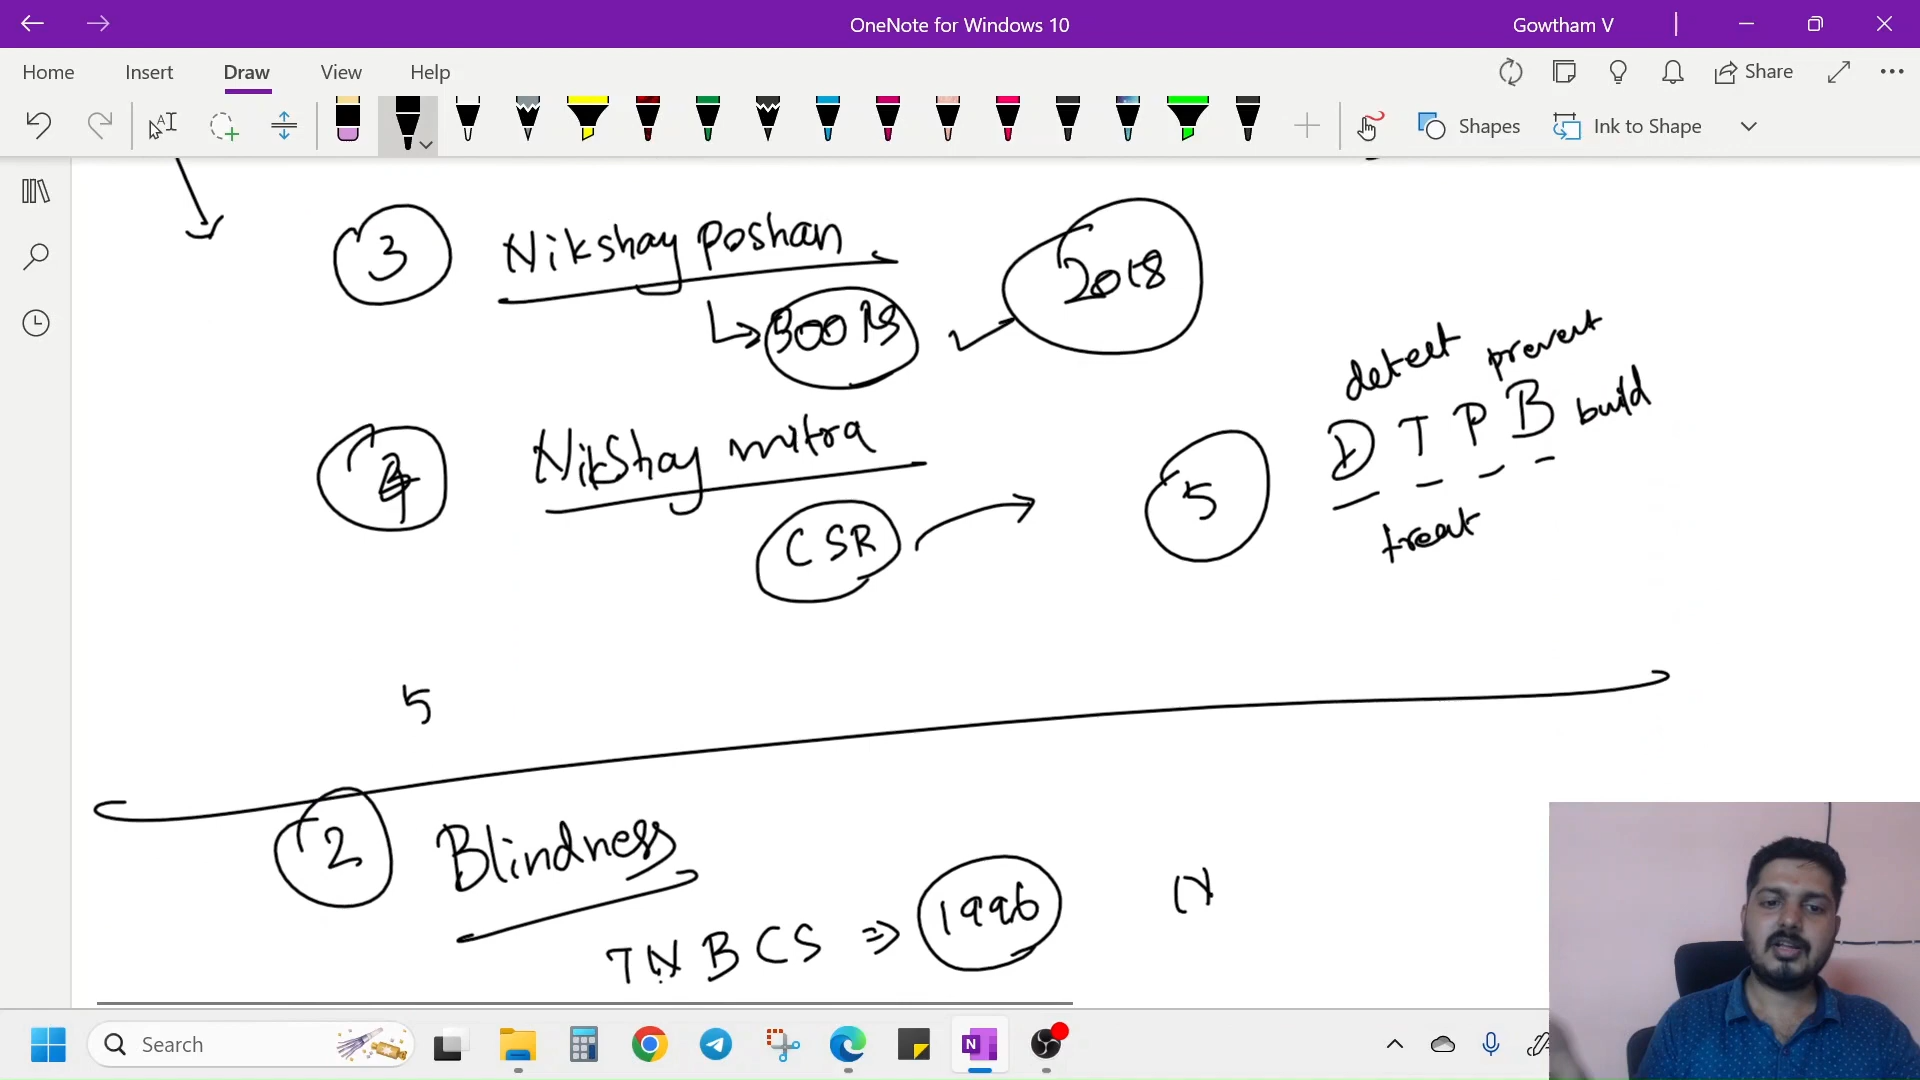 OneNote for Windows 10
Gowtham V
Home Insert Draw View Help
Share
Shapes Ink to Shape
3 Nikshay poshan 2018
500 Rs
detect prevent
D T P B build
4 NikShay mitra
5
CSR
treat
5
2 Blindness
TN B C S ⇒ 1996
Search